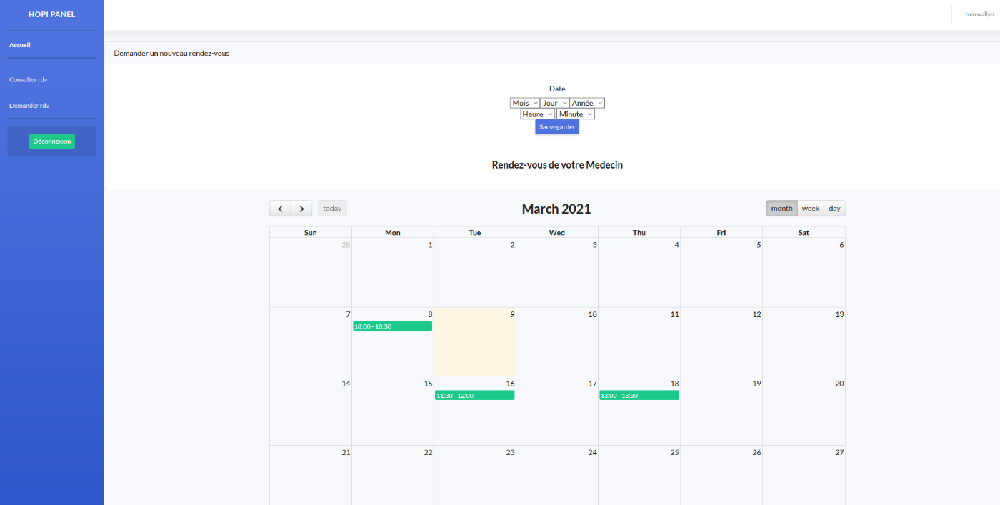 HOPI PANEL
tom wallyn
Accueil
Consulter rdv
Demander rdv
Déconnexion
Demander un nouveau rendez-vous
Date
Mois Jour Année
Heure : Minute
Sauvegarder
Rendez-vous de votre Medecin
today March 2021 month week day
Sun Mon Tue Wed Thu Fri Sat
28 1 2 3 4 5 6
7 8 9 10 11 12 13
18:00 - 18:30
14 15 16 17 18 19 20
11:30 - 12:00 13:00 - 13:30
21 22 23 24 25 26 27